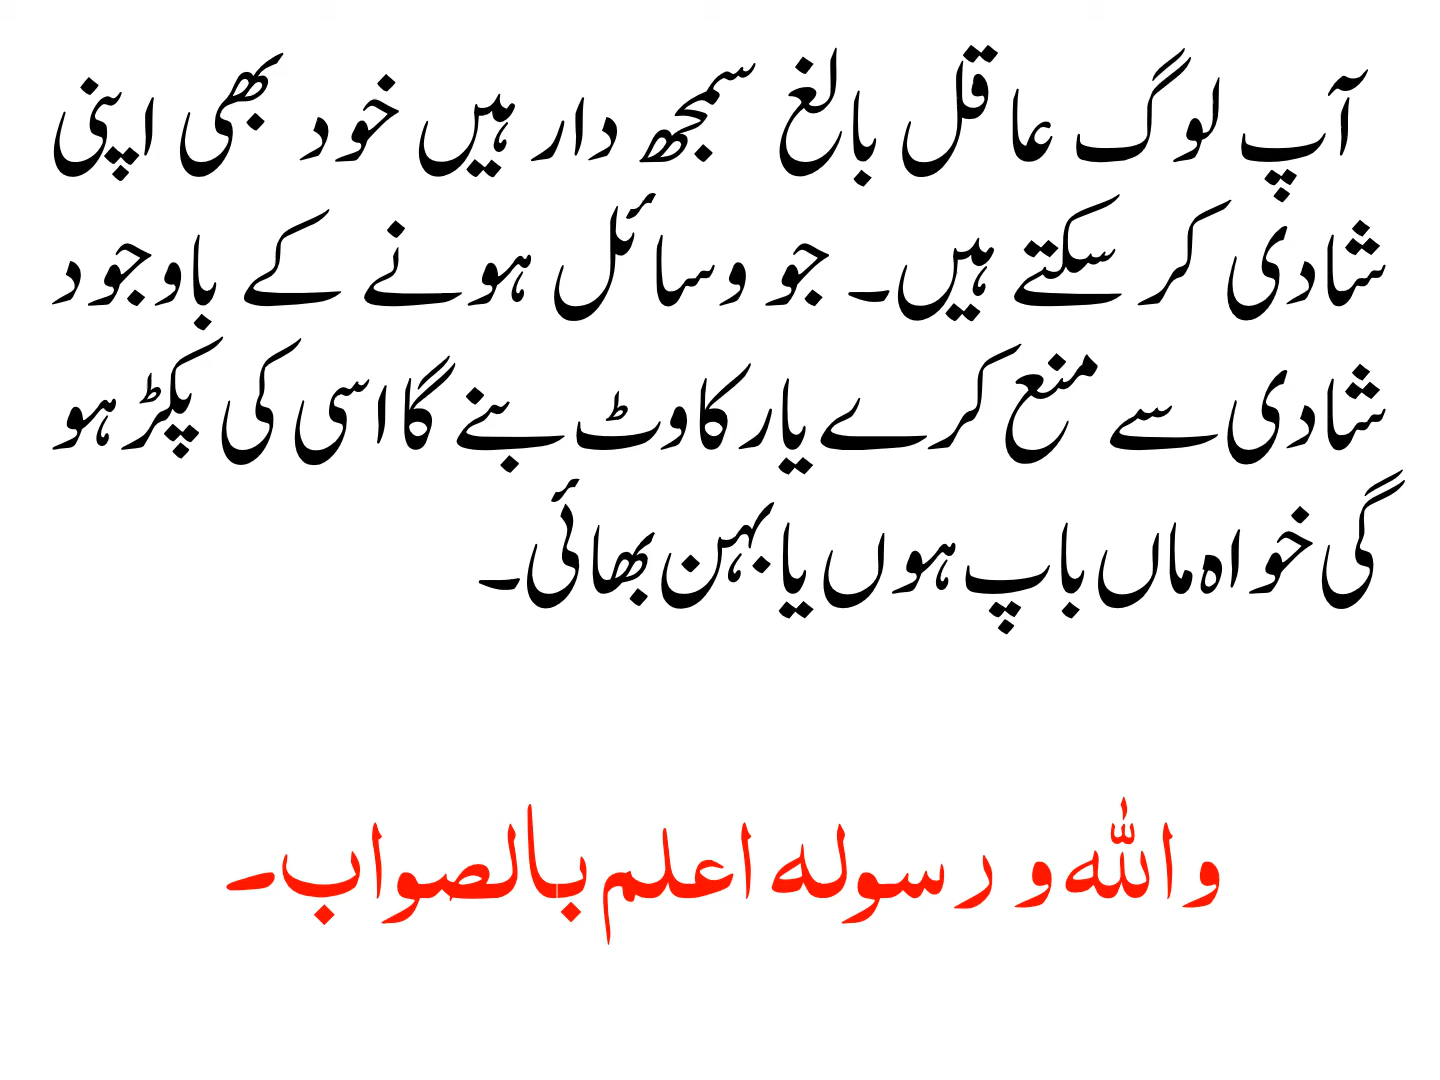 آپ لوگ عاقل بالغ سمجھ دار ہیں خود بھی اپنی
شادی کر سکتے ہیں۔ جو وسائل ہونے کے باوجود
شادی سے منع کرے یا رکاوٹ بنے گا اسی کی پکڑ ہو
گی خواہ ماں باپ ہوں یا بہن بھائی۔
واللہ و رسولہ اعلم بالصواب۔